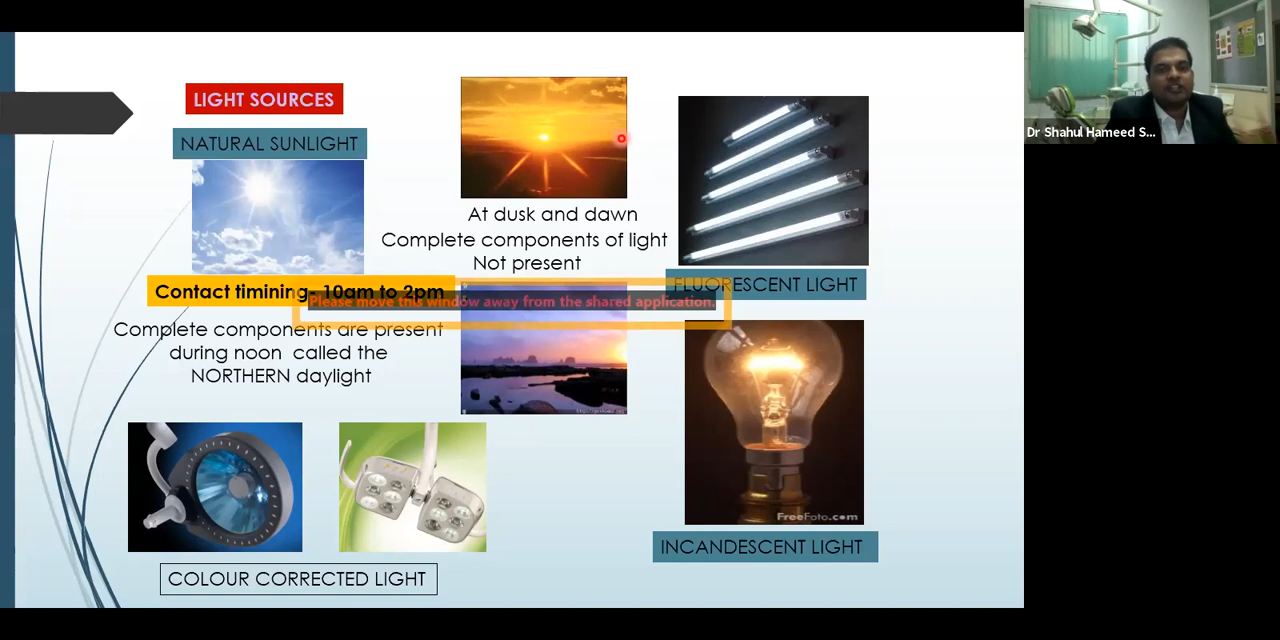 LIGHT SOURCES
NATURAL SUNLIGHT
Contact timining- 10am to 2pm
Complete components are present
during noon called the
NORTHERN daylight
At dusk and dawn
Complete components of light
Not present
Please move this window away from the shared application.
FLUORESCENT LIGHT
FreeFoto.com
INCANDESCENT LIGHT
COLOUR CORRECTED LIGHT
Dr Shahul Hameed S...